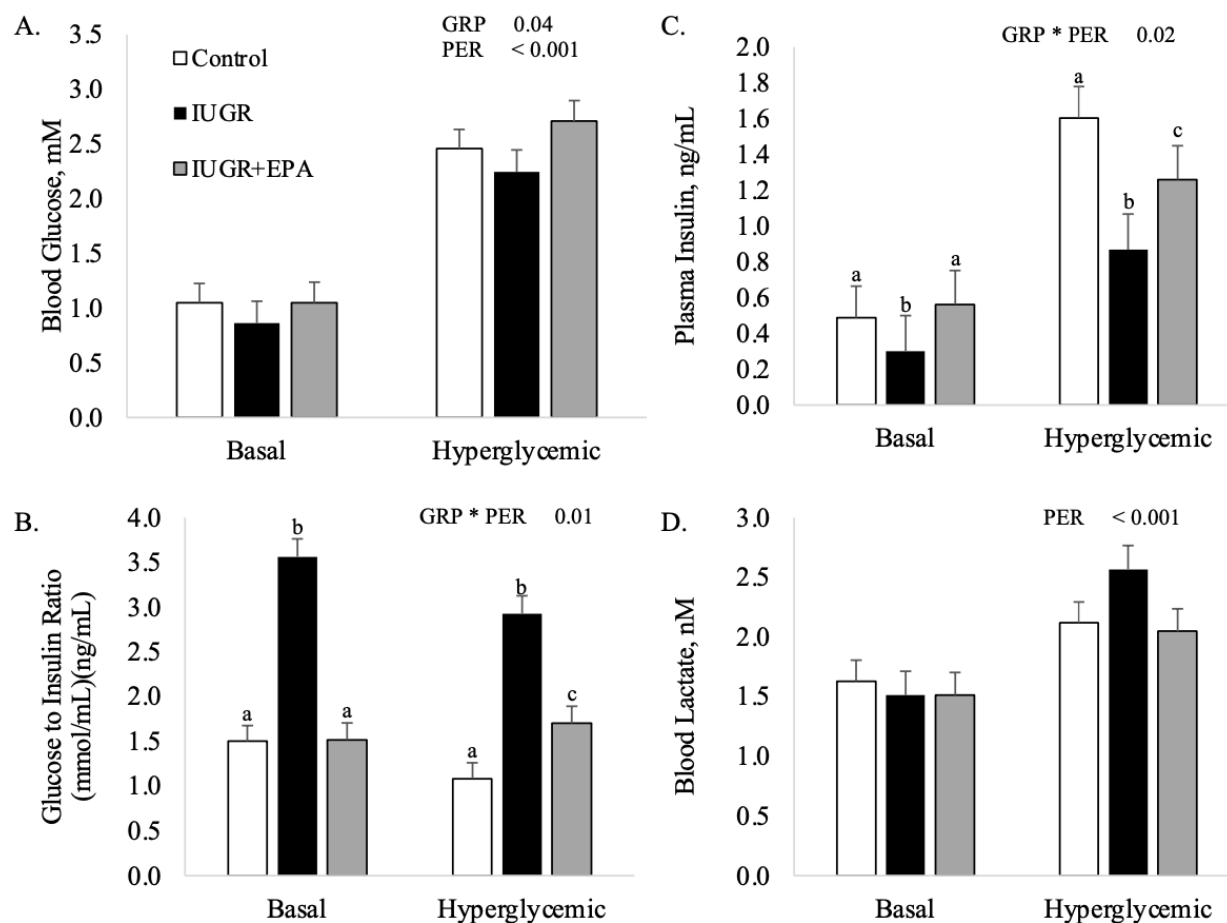 A.
Blood Glucose, mM
3.5
3.0
2.5
2.0
1.5
1.0
0.5
0.0
GRP 0.04
PER < 0.001
Control
IUGR
IUGR+EPA
Basal
Hyperglycemic
C.
Plasma Insulin, ng/mL
2.0
1.8
1.6
1.4
1.2
1.0
0.8
0.6
0.4
0.2
0.0
GRP * PER 0.02
a
b
a
a
b
c
Basal
Hyperglycemic
B.
Glucose to Insulin Ratio
(mmol/mL)(ng/mL)
4.0
3.5
3.0
2.5
2.0
1.5
1.0
0.5
0.0
GRP * PER 0.01
a
b
a
a
b
c
Basal
Hyperglycemic
D.
Blood Lactate, nM
3.0
2.5
2.0
1.5
1.0
0.5
0.0
PER < 0.001
Basal
Hyperglycemic